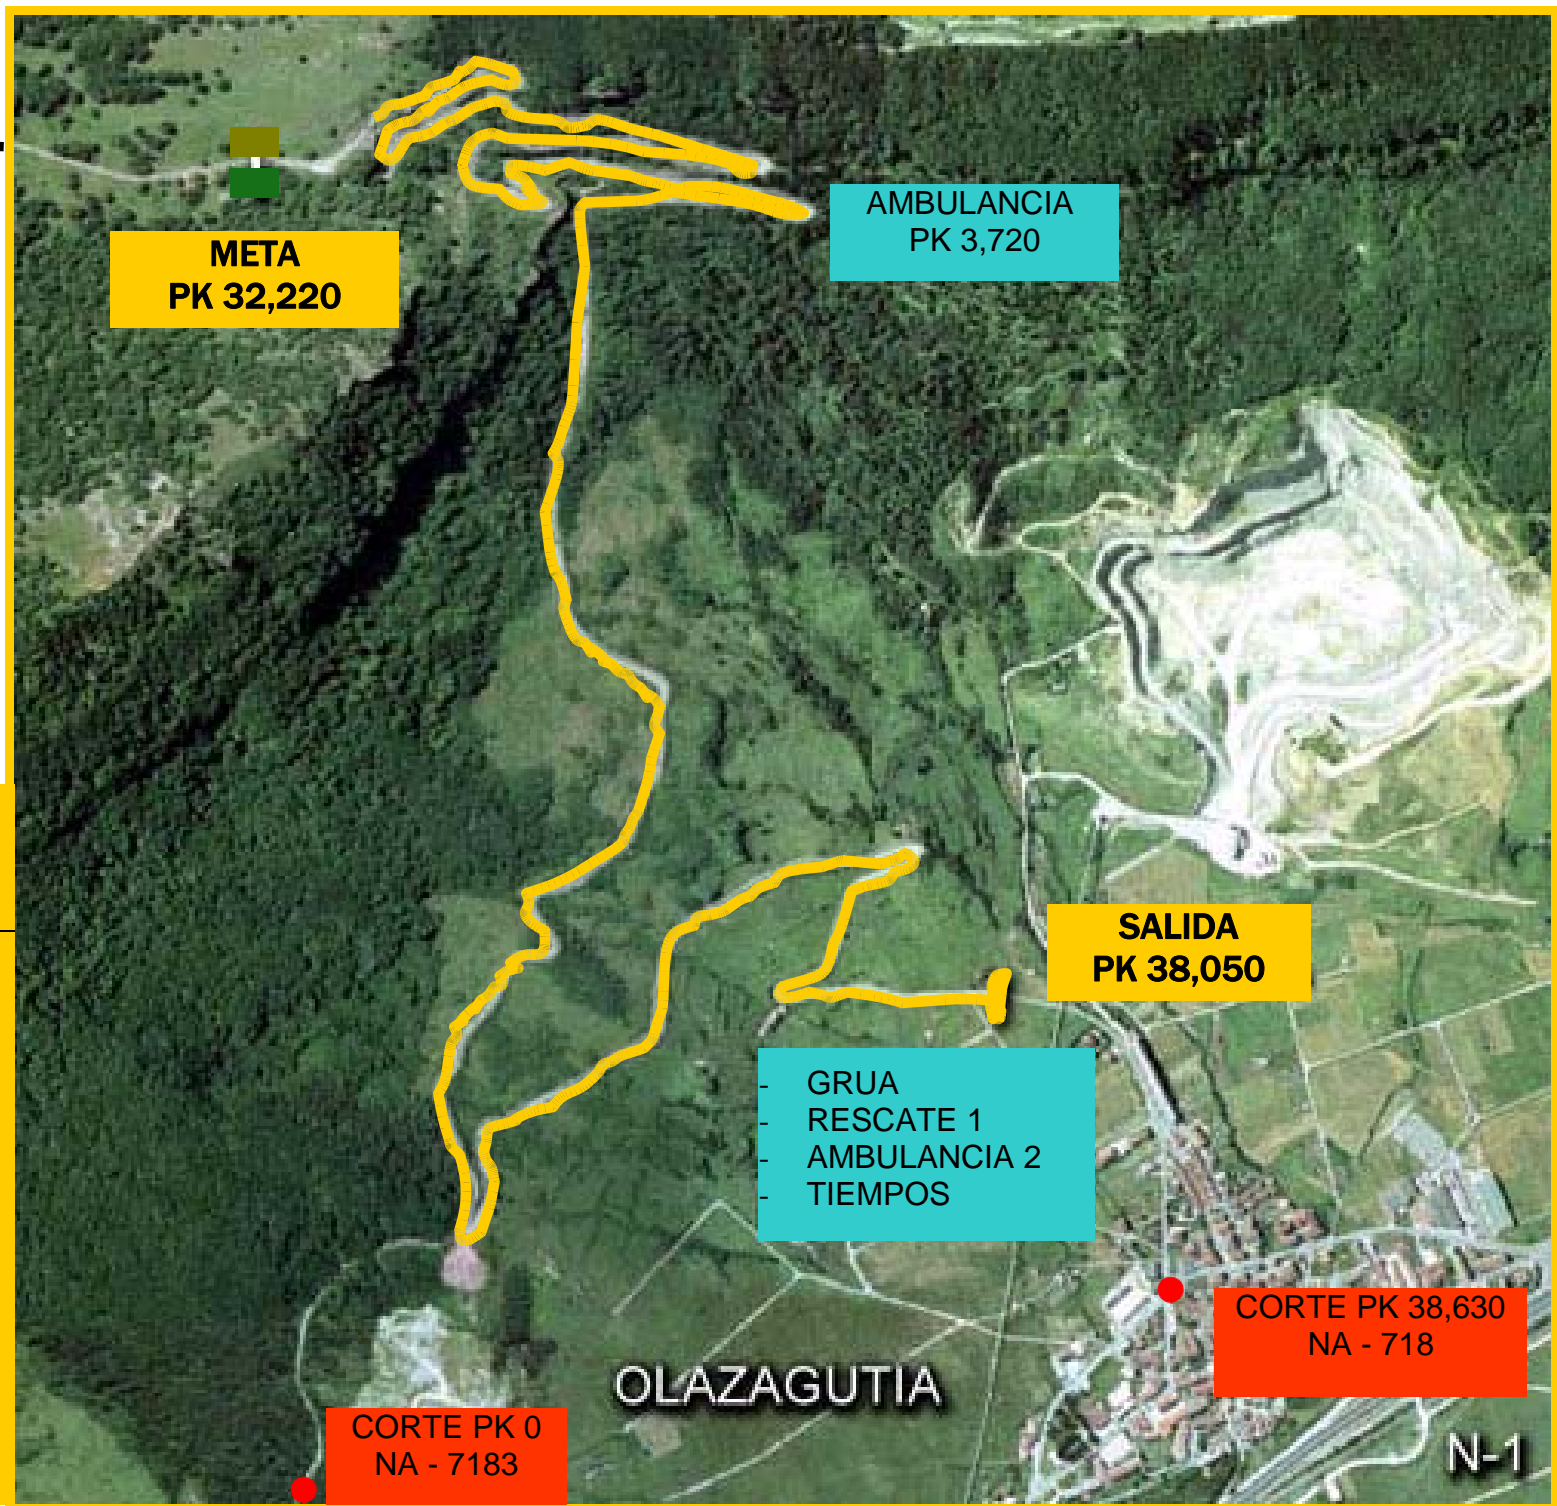 AMBULANCIA
PK 3,720
META
PK 32,220
SALIDA
PK 38,050
- GRUA
- RESCATE 1
- AMBULANCIA 2
- TIEMPOS
CORTE PK 38,630
NA - 718
OLAZAGUTIA
CORTE PK 0
NA - 7183
N-1